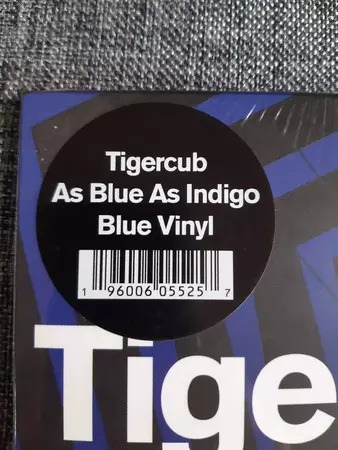 Tigercub
As Blue As Indigo
Blue Vinyl
1 96006 05525 7
Tige